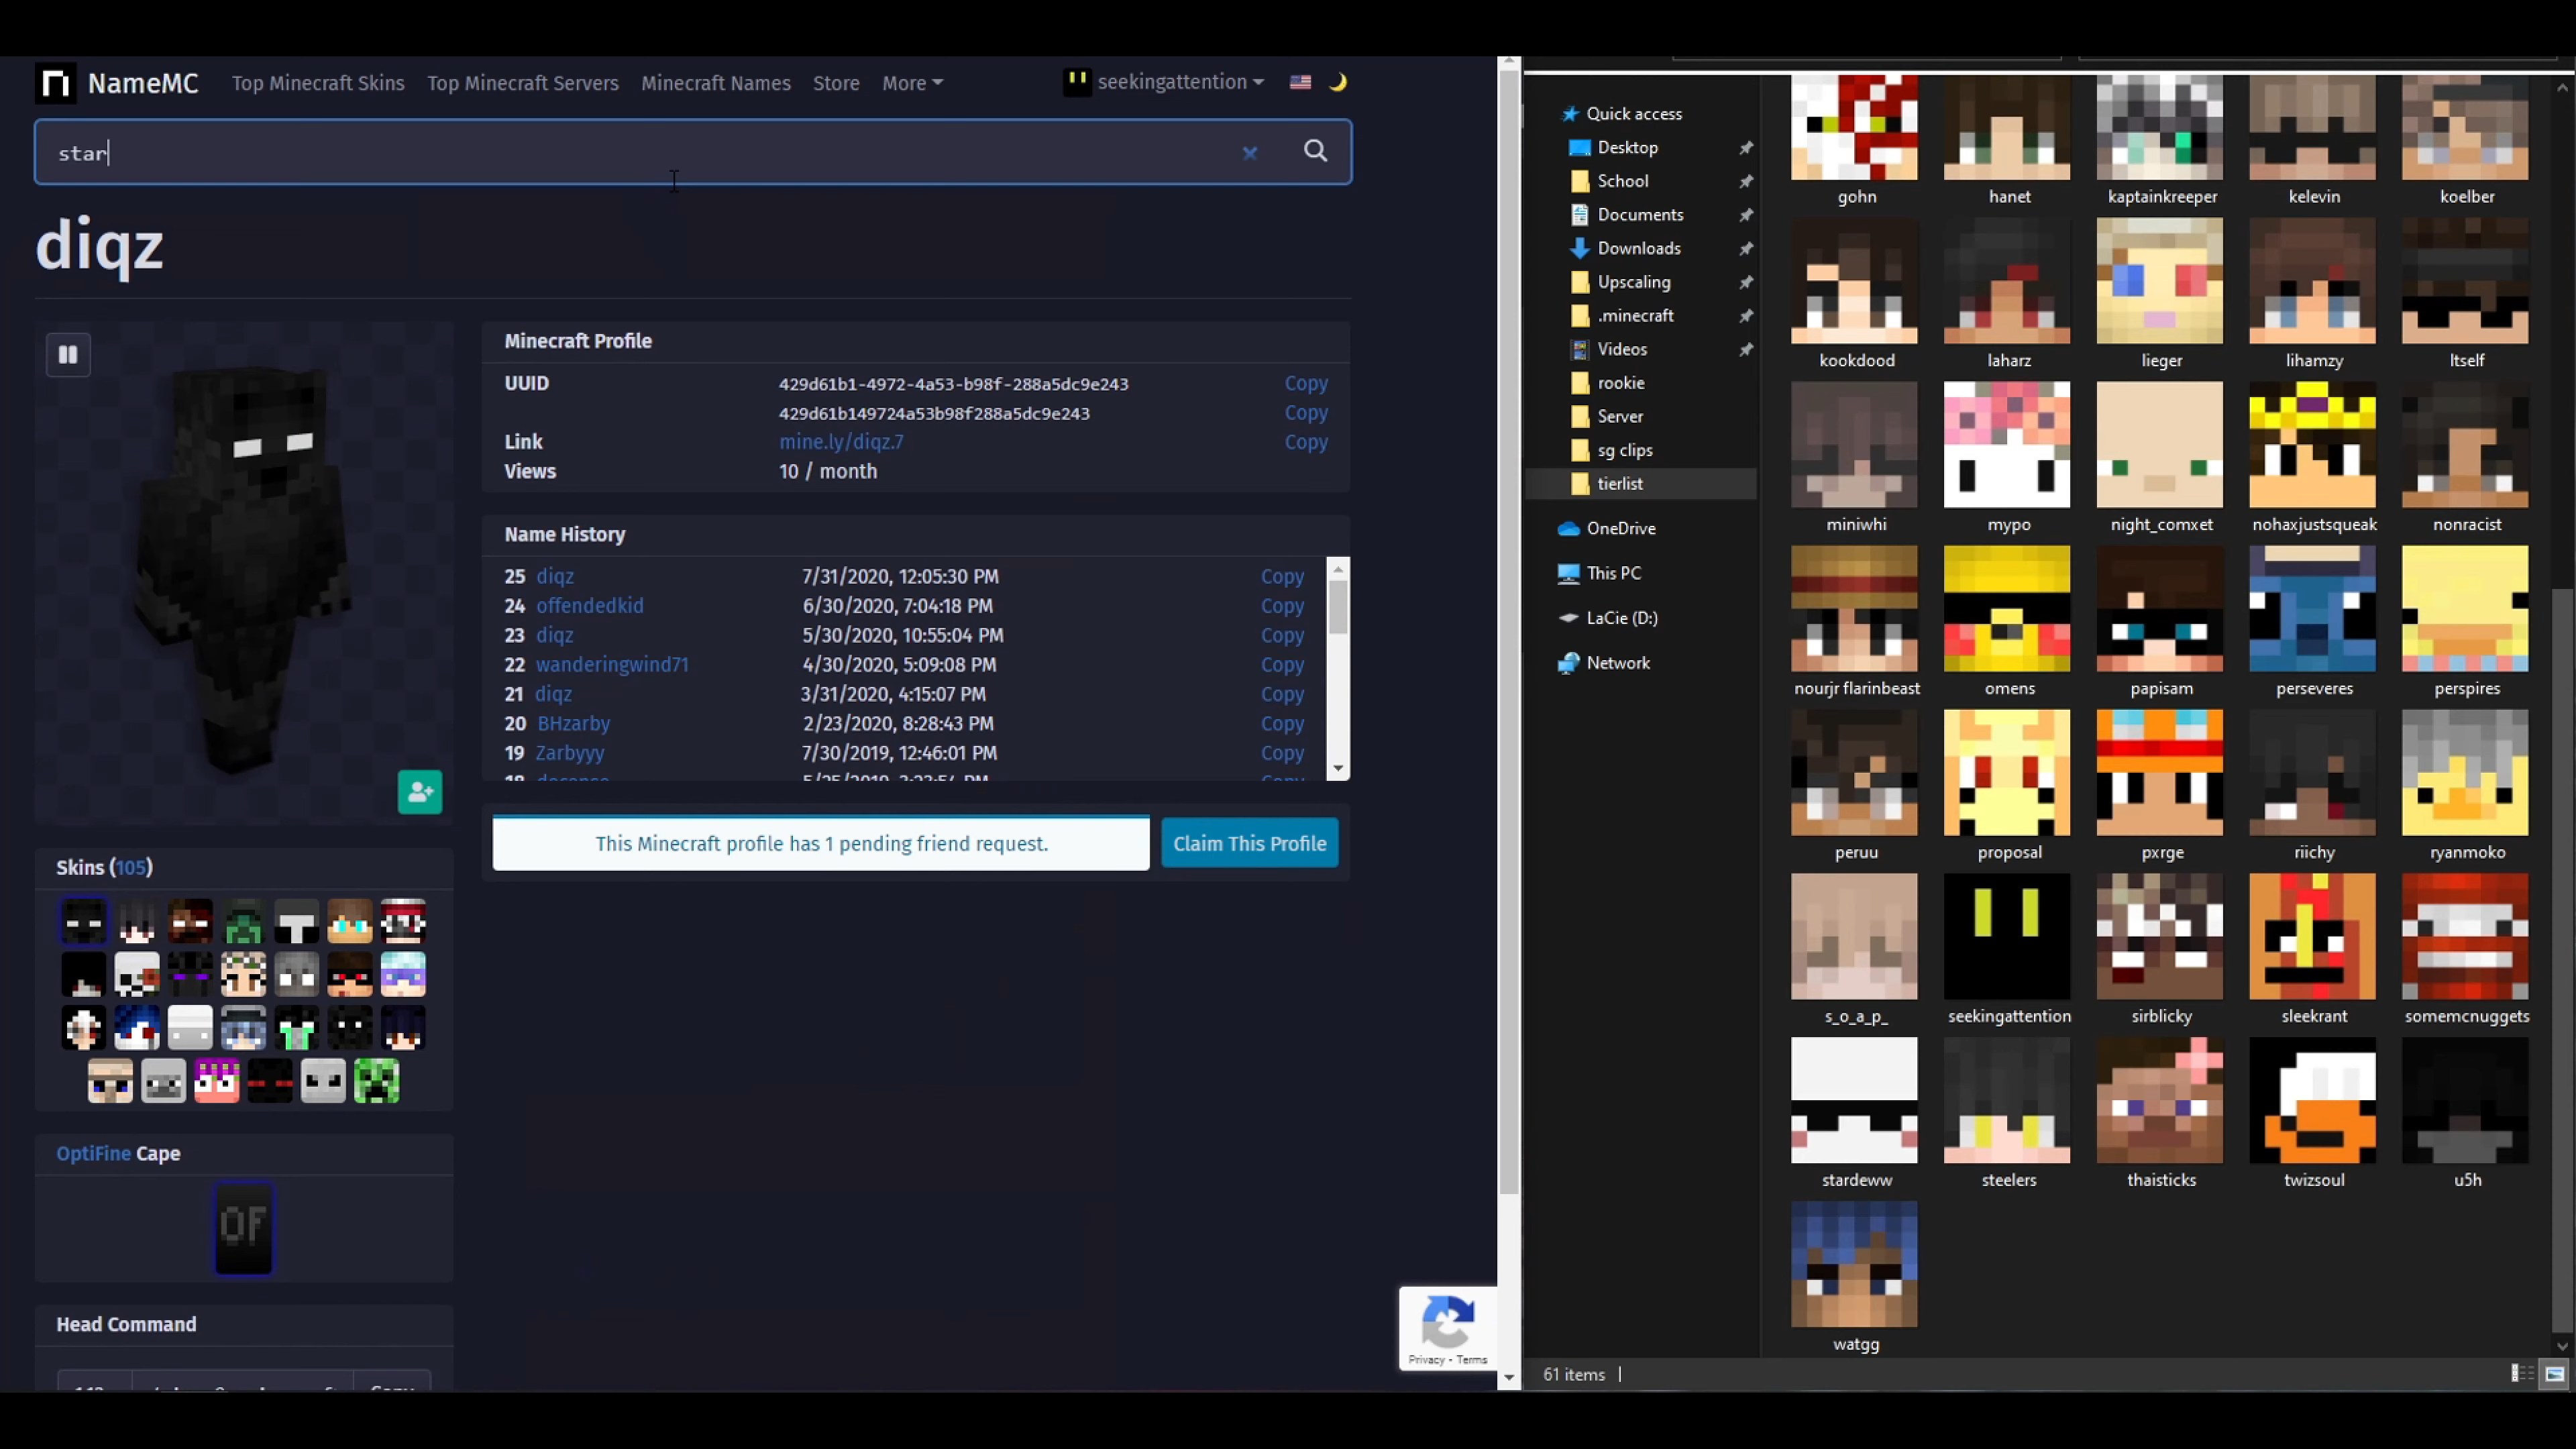 NameMC Top Minecraft Skins Top Minecraft Servers Minecraft Names Store More seekingattention
star
diqz
Minecraft Profile
UUID 429d61b1-4972-4a53-b98f-288a5dc9e243 Copy
429d61b149724a53b98f288a5dc9e243 Copy
Link mine.ly/diqz.7 Copy
Views 10 / month
Name History
25 diqz 7/31/2020, 12:05:30 PM Copy
24 offendedkid 6/30/2020, 7:04:18 PM Copy
23 diqz 5/30/2020, 10:55:04 PM Copy
22 wanderingwind71 4/30/2020, 5:09:08 PM Copy
21 diqz 3/31/2020, 4:15:07 PM Copy
20 BHzarby 2/23/2020, 8:28:43 PM Copy
19 Zarbyyy 7/30/2019, 12:46:01 PM Copy
This Minecraft profile has 1 pending friend request. Claim This Profile
Skins (105)
OptiFine Cape
OF
Head Command
Privacy - Terms
Quick access
Desktop
School
Documents
Downloads
Upscaling
.minecraft
Videos
rookie
Server
sg clips
tierlist
OneDrive
This PC
LaCie (D:)
Network
gohn hanet kaptainkreeper kelevin koelber
kookdood laharz lieger lihamzy ltself
miniwhi mypo night_comxet nohaxjustsqueak nonracist
nourjr flarinbeast omens papisam perseveres perspires
peruu proposal pxrge riichy ryanmoko
s_o_a_p_ seekingattention sirblicky sleekrant somemcnuggets
stardeww steelers thaisticks twizsoul u5h
watgg
61 items